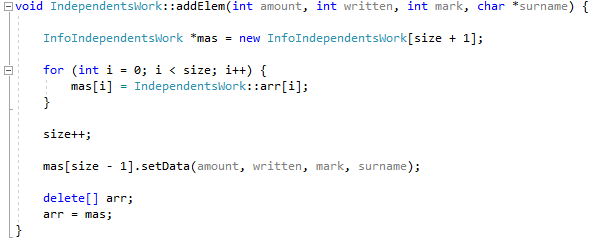 void IndependentsWork::addElem(int amount, int written, int mark, char *surname) {
InfoIndependentsWork *mas = new InfoIndependentsWork[size + 1];
for (int i = 0; i < size; i++) {
mas[i] = IndependentsWork::arr[i];
}
size++;
mas[size - 1].setData(amount, written, mark, surname);
delete[] arr;
arr = mas;
}